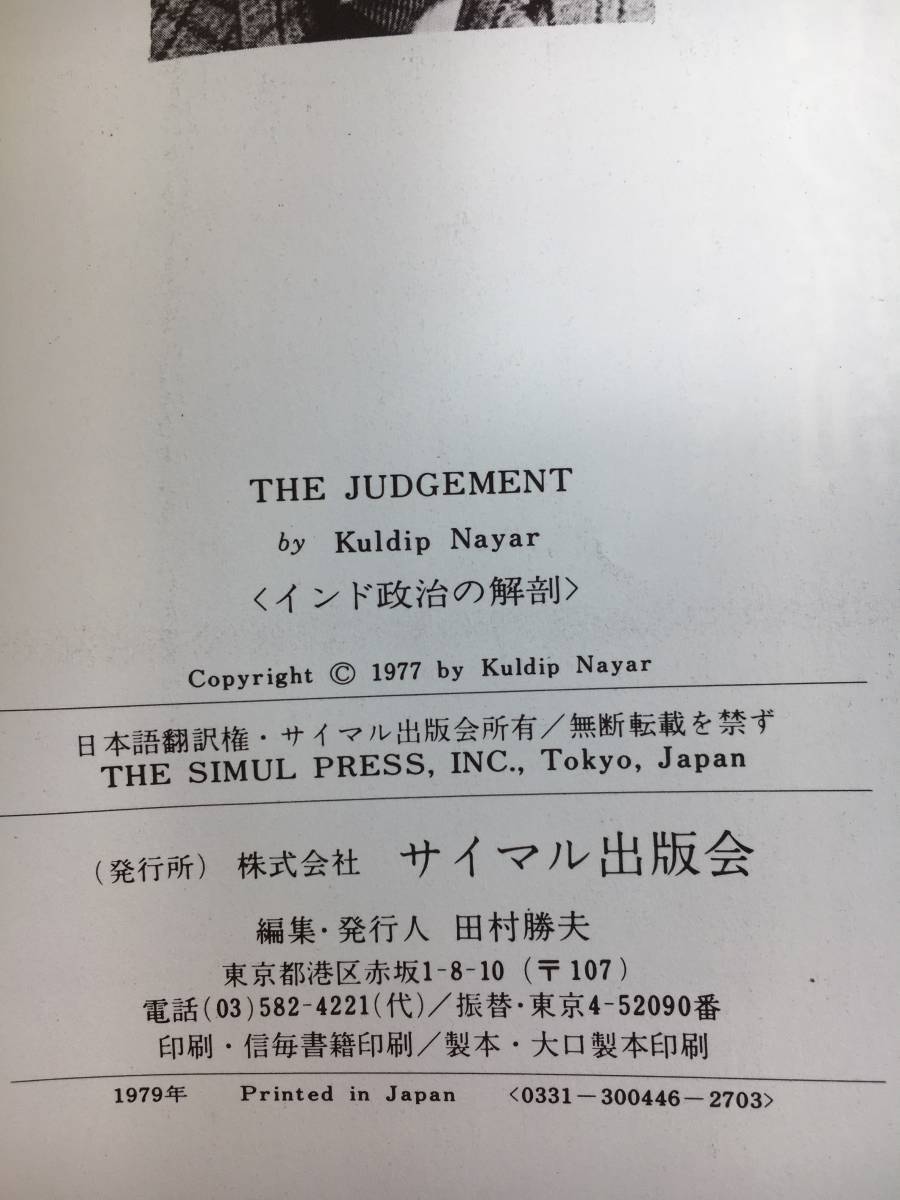 THE JUDGEMENT
by Kuldip Nayar
〈インド政治の解剖〉
Copyright © 1977 by Kuldip Nayar
日本語翻訳権・サイマル出版会所有/無断転載を禁ず
THE SIMUL PRESS, INC., Tokyo, Japan
(発行所) 株式会社 サイマル出版会
編集・発行人 田村勝夫
東京都港区赤坂1-8-10 (〒107)
電話(03)582-4221(代)/振替・東京4-52090番
印刷・信毎書籍印刷/製本・大口製本印刷
1979年 Printed in Japan 〈0331-300446-2703〉